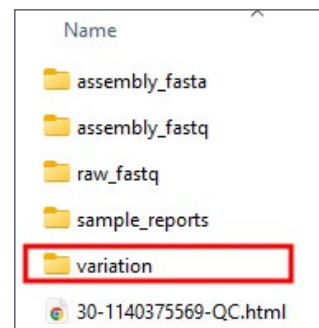 Name
assembly_fasta
assembly_fastq
raw_fastq
sample_reports
variation
30-1140375569-QC.html